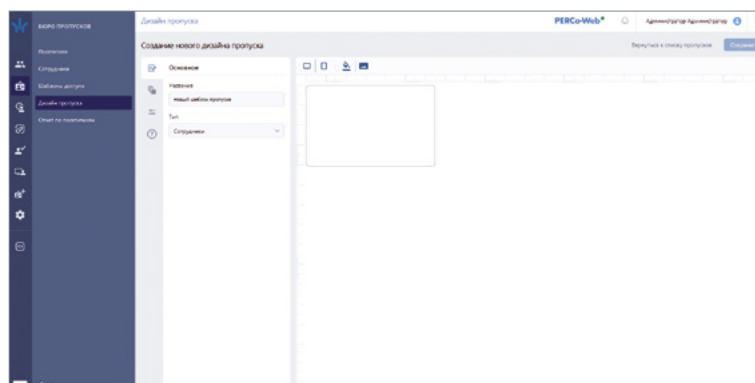 БЮРО ПРОПУСКОВ
Дизайн пропуска
PERCo-Web
Администратор Администратор
Создание нового дизайна пропуска
Вернуться к списку пропусков
Сохранить
Посетители
Сотрудники
Шаблоны доступа
Дизайн пропуска
Отчет по посетителям
Основное
Название
Новый шаблон пропуска
Тип
Сотрудники